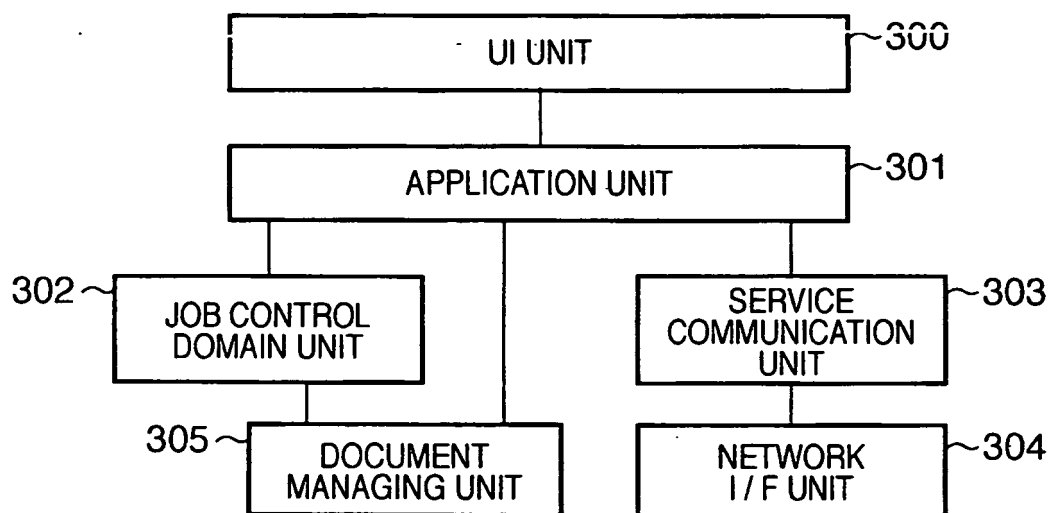 UI UNIT
300
APPLICATION UNIT
301
302
JOB CONTROL
DOMAIN UNIT
SERVICE
COMMUNICATION
UNIT
303
305
DOCUMENT
MANAGING UNIT
NETWORK
I / F UNIT
304